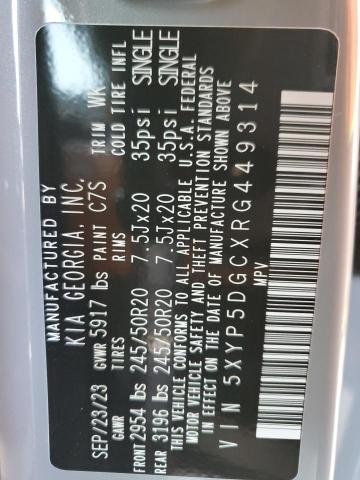 MANUFACTURED BY
KIA GEORGIA, INC.
SEP/23/23 GVWR 5917 lbs PAINT C7S TRIM WK
GAWR TIRES RIMS COLD TIRE INFL
FRONT 2954 lbs 245/50R20 7.5Jx20 35psi SINGLE
REAR 3196 lbs 245/50R20 7.5Jx20 35psi SINGLE
THIS VEHICLE CONFORMS TO ALL APPLICABLE U.S.A. FEDERAL
MOTOR VEHICLE SAFETY AND THEFT PREVENTION STANDARDS
IN EFFECT ON THE DATE OF MANUFACTURE SHOWN ABOVE
VIN 5XYP5DGCXRG449314
MPV